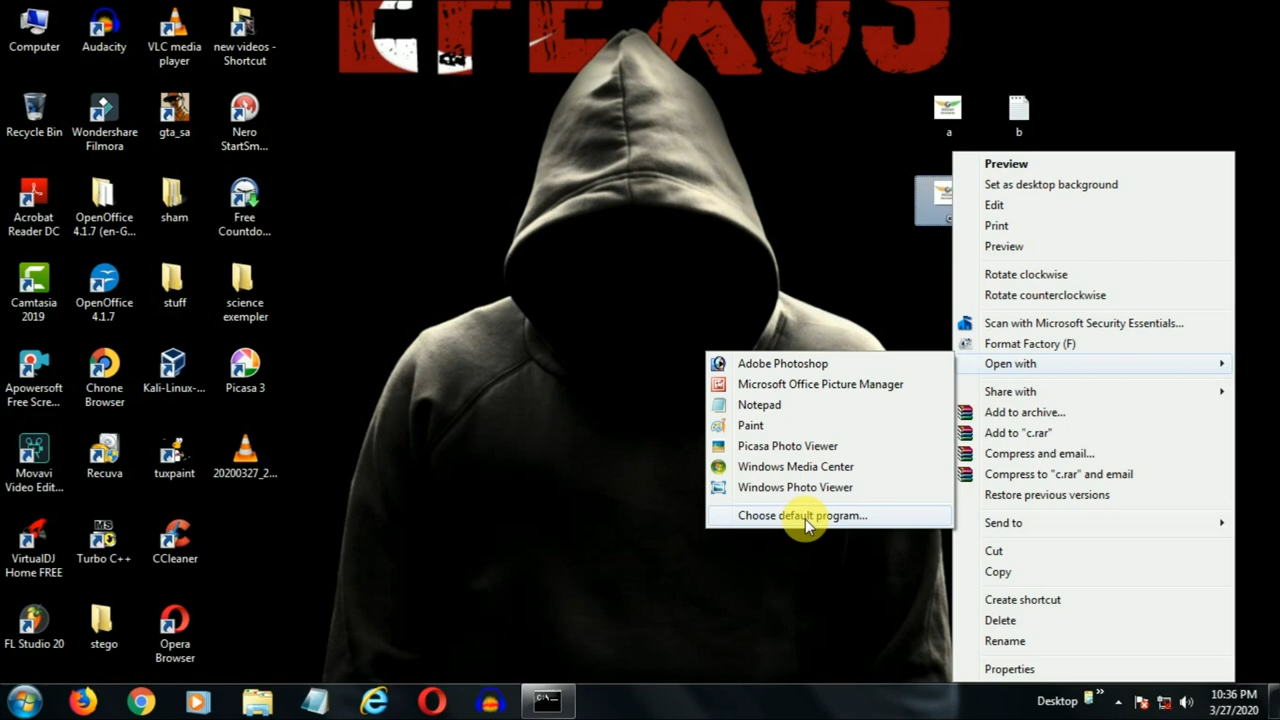 EFEXUS
Computer
Audacity
VLC media
player
new videos -
Shortcut
Recycle Bin
Wondershare
Filmora
gta_sa
Nero
StartSm...
Acrobat
Reader DC
OpenOffice
4.1.7 (en-G...
sham
Free
Countdo...
Camtasia
2019
OpenOffice
4.1.7
stuff
science
exempler
Apowersoft
Free Scre...
Chrome
Browser
Kali-Linux-...
Picasa 3
Movavi
Video Edit...
Recuva
tuxpaint
20200327_2...
VirtualDJ
Home FREE
MS
Turbo C++
CCleaner
FL Studio 20
stego
Opera
Browser
a
b
Preview
Set as desktop background
Edit
Print
Preview
Rotate clockwise
Rotate counterclockwise
Scan with Microsoft Security Essentials...
Format Factory (F)
Open with
Share with
Add to archive...
Add to "c.rar"
Compress and email...
Compress to "c.rar" and email
Restore previous versions
Send to
Cut
Copy
Create shortcut
Delete
Rename
Properties
Adobe Photoshop
Microsoft Office Picture Manager
Notepad
Paint
Picasa Photo Viewer
Windows Media Center
Windows Photo Viewer
Choose default program...
C:\_
Desktop
10:36 PM
3/27/2020